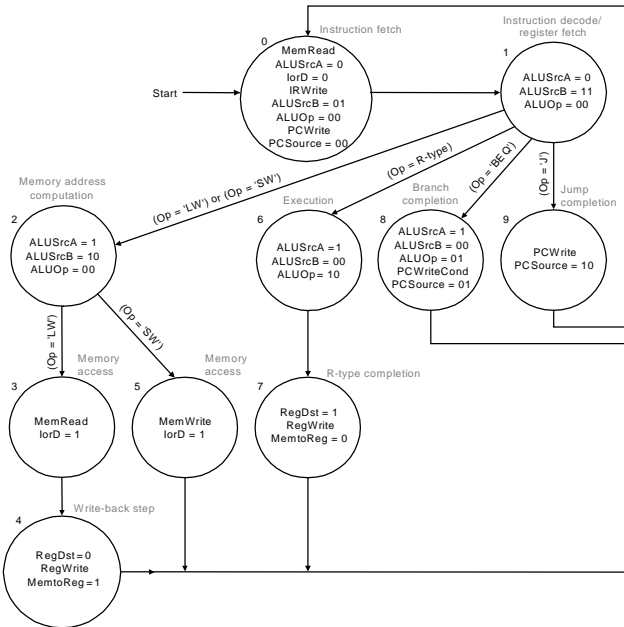 Instruction fetch
0
MemRead
ALUSrcA = 0
IorD = 0
IRWrite
ALUSrcB = 01
ALUOp = 00
PCWrite
PCSource = 00
Instruction decode/
register fetch
1
ALUSrcA = 0
ALUSrcB = 11
ALUOp = 00
Start
(Op = 'LW') or (Op = 'SW')
(Op = R-type)
(Op = 'BEQ')
(Op = 'J')
Memory address
computation
2
ALUSrcA = 1
ALUSrcB = 10
ALUOp = 00
Execution
6
ALUSrcA =1
ALUSrcB = 00
ALUOp = 10
Branch
completion
8
ALUSrcA = 1
ALUSrcB = 00
ALUOp = 01
PCWriteCond
PCSource = 01
Jump
completion
9
PCWrite
PCSource = 10
(Op = 'LW')
(Op = 'SW')
Memory
access
3
MemRead
IorD = 1
Memory
access
5
MemWrite
IorD = 1
R-type completion
7
RegDst = 1
RegWrite
MemtoReg = 0
Write-back step
4
RegDst=0
RegWrite
MemtoReg=1